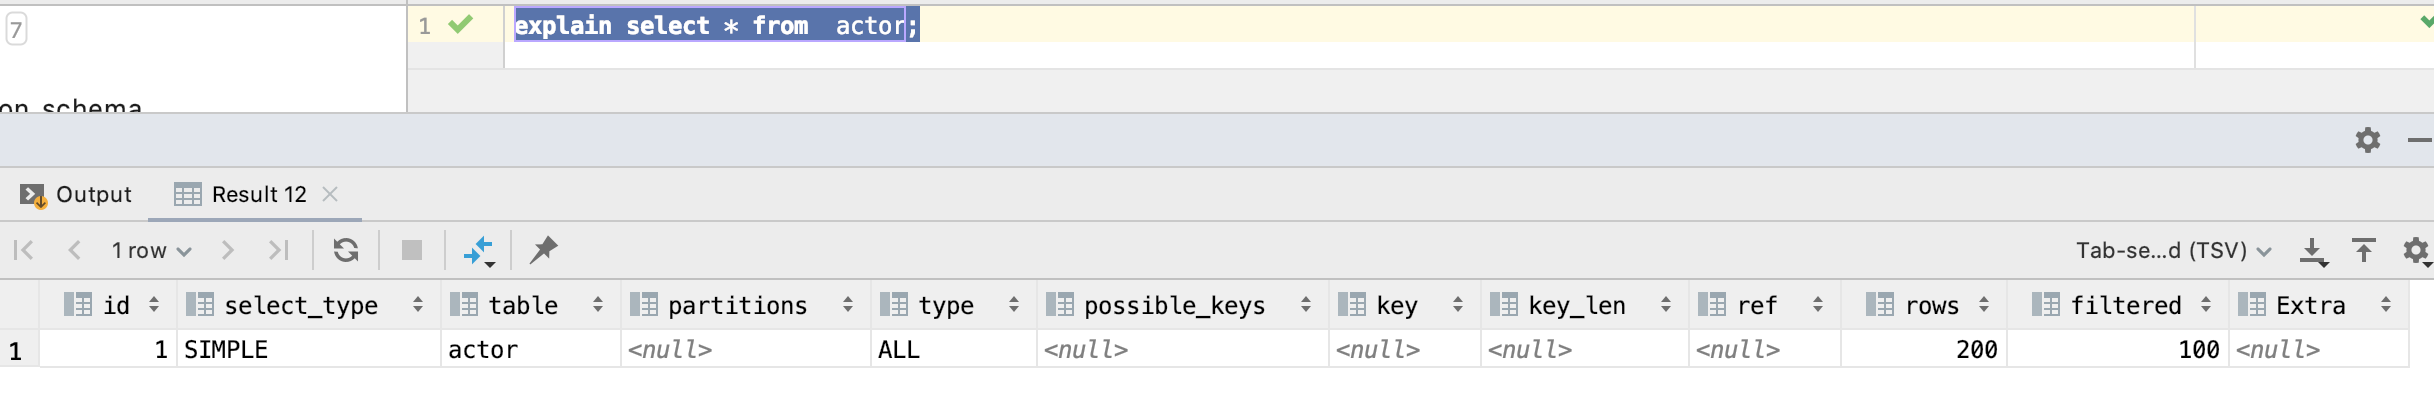 7
1 explain select * from  actor;
on schema
Output Result 12
1 row Tab-se...d (TSV)
id select_type table partitions type possible_keys key key_len ref rows filtered Extra
1 1 SIMPLE actor <null> ALL <null> <null> <null> <null> 200 100 <null>